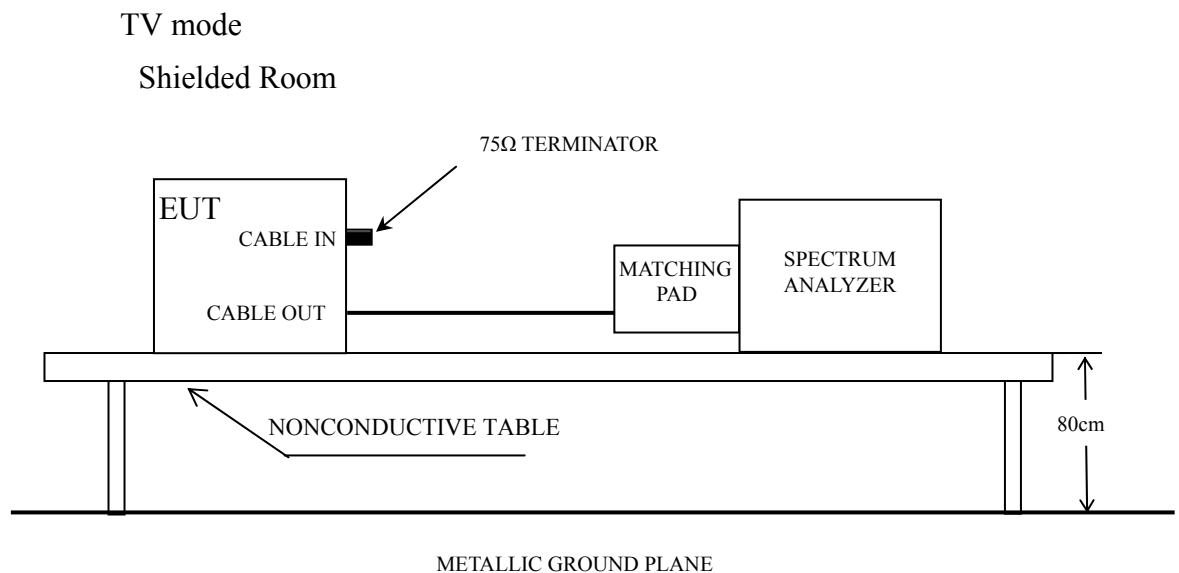 TV mode
Shielded Room
75Ω TERMINATOR
EUT
CABLE IN
CABLE OUT
MATCHING
PAD
SPECTRUM
ANALYZER
NONCONDUCTIVE TABLE
80cm
METALLIC GROUND PLANE